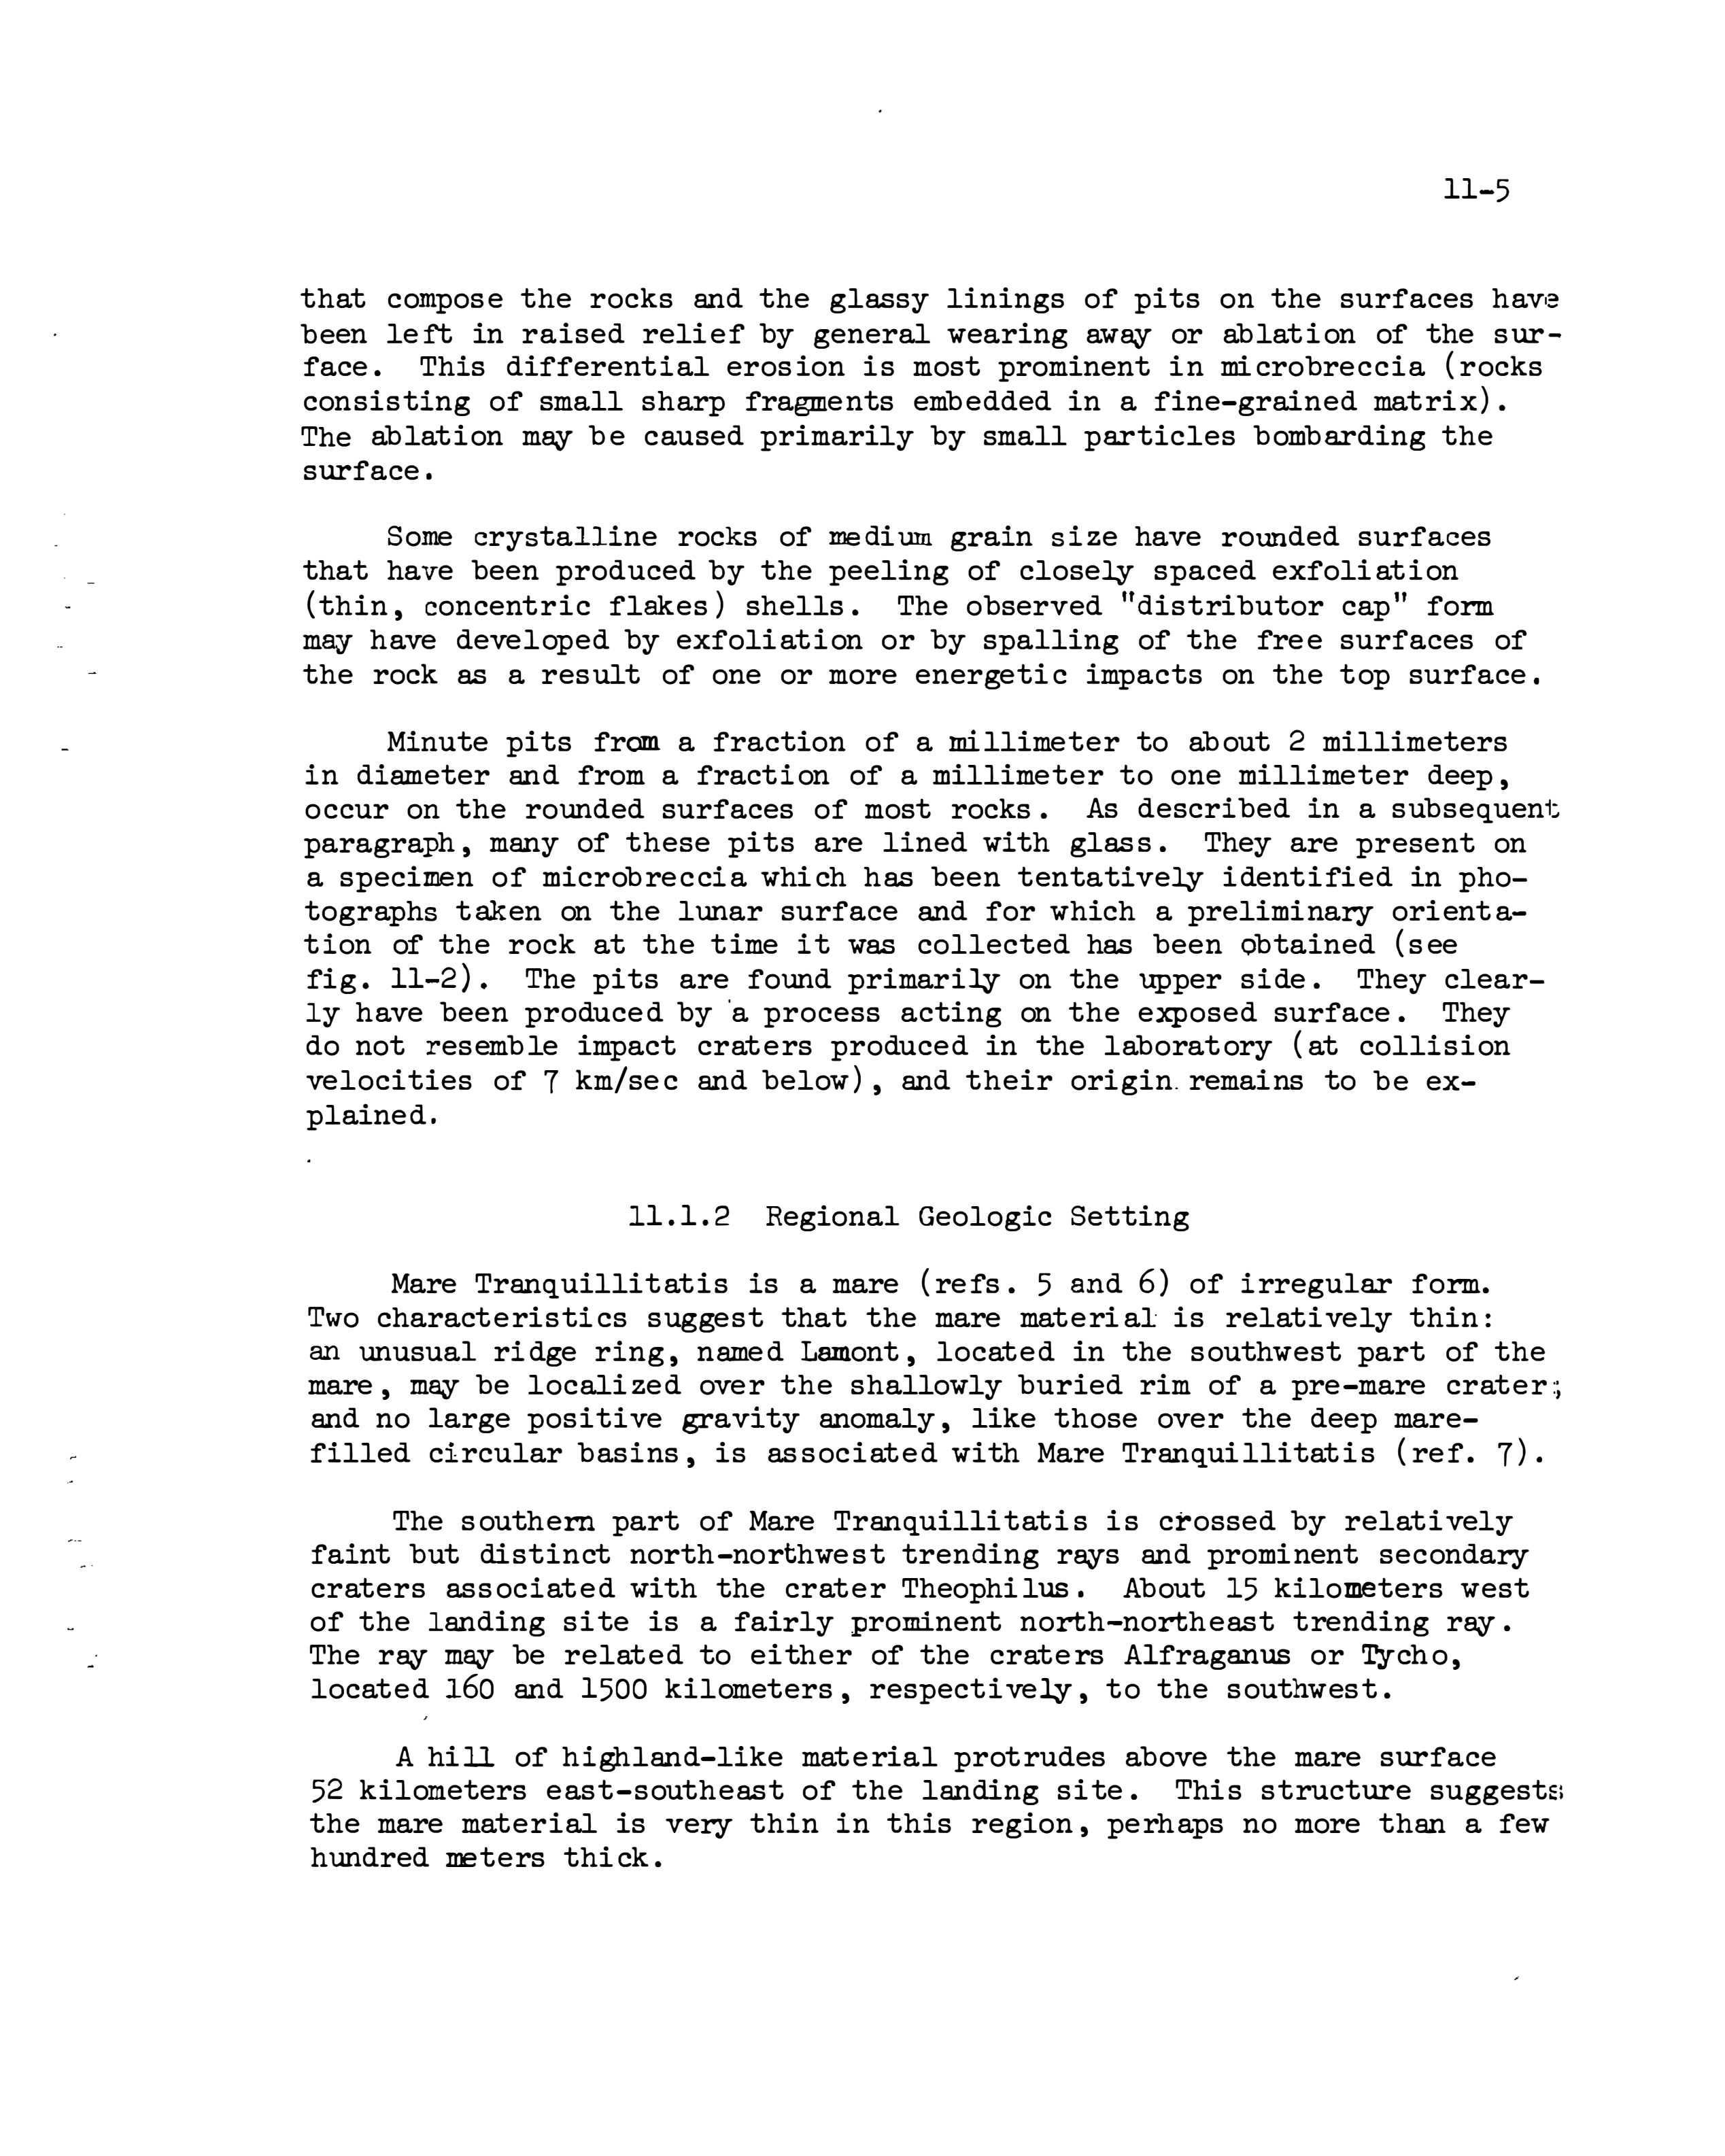 11-5
that compose the rocks and the glassy linings of pits on the surfaces have
been left in raised relief by general wearing away or ablation of the sur-
face. This differential erosion is most prominent in microbreccia (rocks
consisting of small sharp fragments embedded in a fine-grained matrix).
The ablation may be caused primarily by small particles bombarding the
surface.
Some crystalline rocks of medium grain size have rounded surfaces
that have been produced by the peeling of closely spaced exfoliation
(thin, concentric flakes) shells. The observed "distributor cap" form
may have developed by exfoliation or by spalling of the free surfaces of
the rock as a result of one or more energetic impacts on the top surface.
Minute pits from a fraction of a millimeter to about 2 millimeters
in diameter and from a fraction of a millimeter to one millimeter deep,
occur on the rounded surfaces of most rocks. As described in a subsequent
paragraph, many of these pits are lined with glass. They are present on
a specimen of microbreccia which has been tentatively identified in pho-
tographs taken on the lunar surface and for which a preliminary orienta-
tion of the rock at the time it was collected has been obtained (see
fig. 11-2). The pits are found primarily on the upper side. They clear-
ly have been produced by a process acting on the exposed surface. They
do not resemble impact craters produced in the laboratory (at collision
velocities of 7 km/sec and below), and their origin remains to be ex-
plained.
11.1.2 Regional Geologic Setting
Mare Tranquillitatis is a mare (refs. 5 and 6) of irregular form.
Two characteristics suggest that the mare material is relatively thin:
an unusual ridge ring, named Lamont, located in the southwest part of the
mare, may be localized over the shallowly buried rim of a pre-mare crater;
and no large positive gravity anomaly, like those over the deep mare-
filled circular basins, is associated with Mare Tranquillitatis (ref. 7).
The southern part of Mare Tranquillitatis is crossed by relatively
faint but distinct north-northwest trending rays and prominent secondary
craters associated with the crater Theophilus. About 15 kilometers west
of the landing site is a fairly prominent north-northeast trending ray.
The ray may be related to either of the craters Alfraganus or Tycho,
located 160 and 1500 kilometers, respectively, to the southwest.
A hill of highland-like material protrudes above the mare surface
52 kilometers east-southeast of the landing site. This structure suggests
the mare material is very thin in this region, perhaps no more than a few
hundred meters thick.